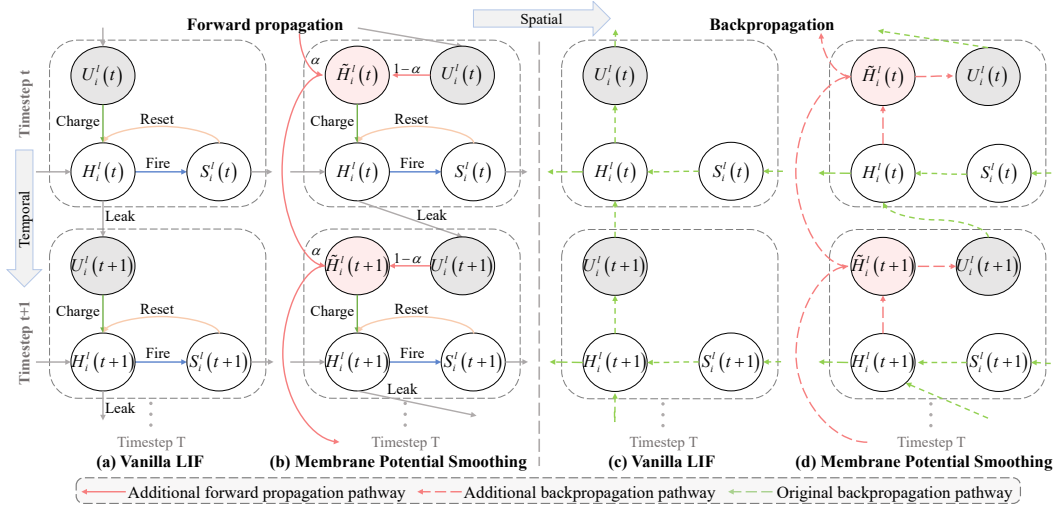 Forward propagation
Spatial
Backpropagation
Timestep t
Temporal
Timestep t+1
U_i^l(t)
Charge
Reset
H_i^l(t)
Fire
S_i^l(t)
Leak
U_i^l(t+1)
Charge
Reset
H_i^l(t+1)
Fire
S_i^l(t+1)
Leak
Timestep T
(a) Vanilla LIF
α
H̃_i^l(t)
1−α
U_i^l(t)
Charge
Reset
H_i^l(t)
Fire
S_i^l(t)
Leak
α
H̃_i^l(t+1)
1−α
U_i^l(t+1)
Charge
Reset
H_i^l(t+1)
Fire
S_i^l(t+1)
Leak
Timestep T
(b) Membrane Potential Smoothing
U_i^l(t)
H_i^l(t)
S_i^l(t)
U_i^l(t+1)
H_i^l(t+1)
S_i^l(t+1)
Timestep T
(c) Vanilla LIF
H̃_i^l(t)
U_i^l(t)
H_i^l(t)
S_i^l(t)
H̃_i^l(t+1)
U_i^l(t+1)
H_i^l(t+1)
S_i^l(t+1)
Timestep T
(d) Membrane Potential Smoothing
Additional forward propagation pathway
Additional backpropagation pathway
Original backpropagation pathway